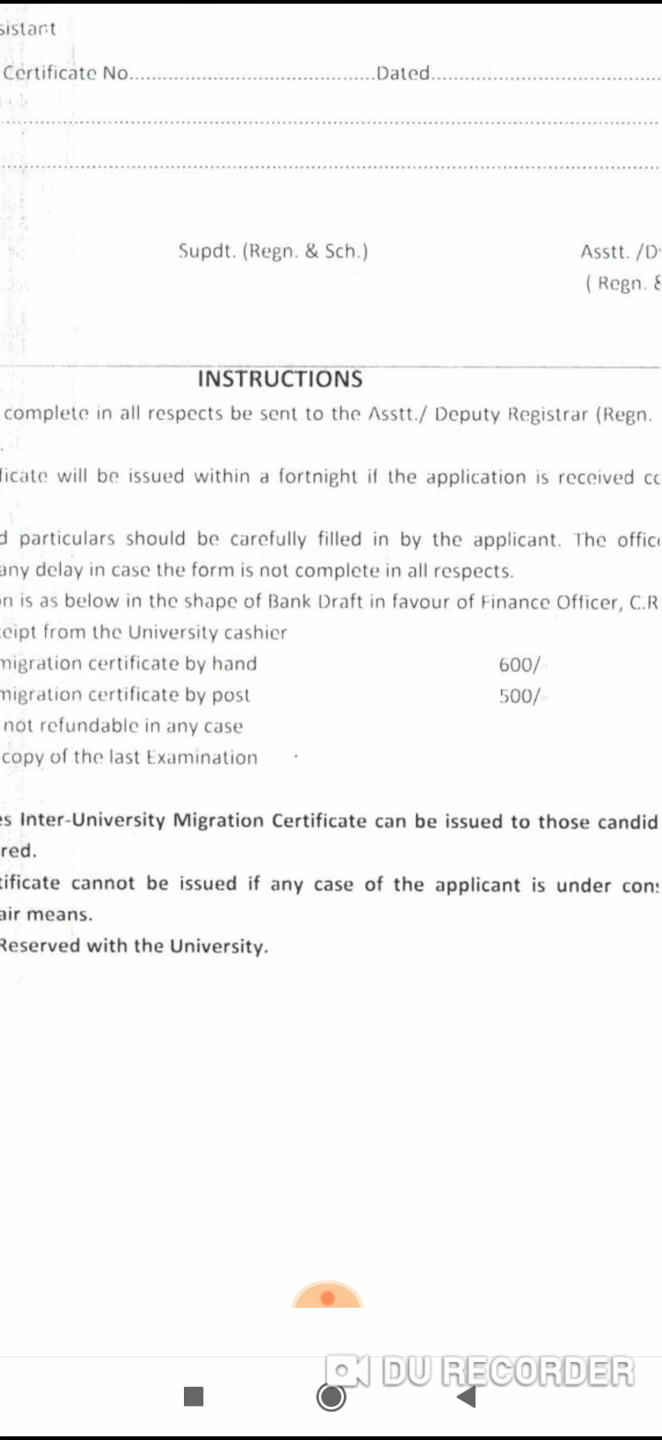 sistant
Certificate No......................................Dated....................................
Supdt. (Regn. & Sch.)
Asstt. /D
( Regn. &
INSTRUCTIONS
complete in all respects be sent to the Asstt./ Deputy Registrar (Regn.
.
ficate will be issued within a fortnight if the application is received co
d particulars should be carefully filled in by the applicant. The offic
any delay in case the form is not complete in all respects.
n is as below in the shape of Bank Draft in favour of Finance Officer, C.R
eipt from the University cashier
migration certificate by hand 600/-
migration certificate by post 500/-
not refundable in any case
copy of the last Examination
es Inter-University Migration Certificate can be issued to those candid
red.
tificate cannot be issued if any case of the applicant is under cons
air means.
Reserved with the University.
DU RECORDER